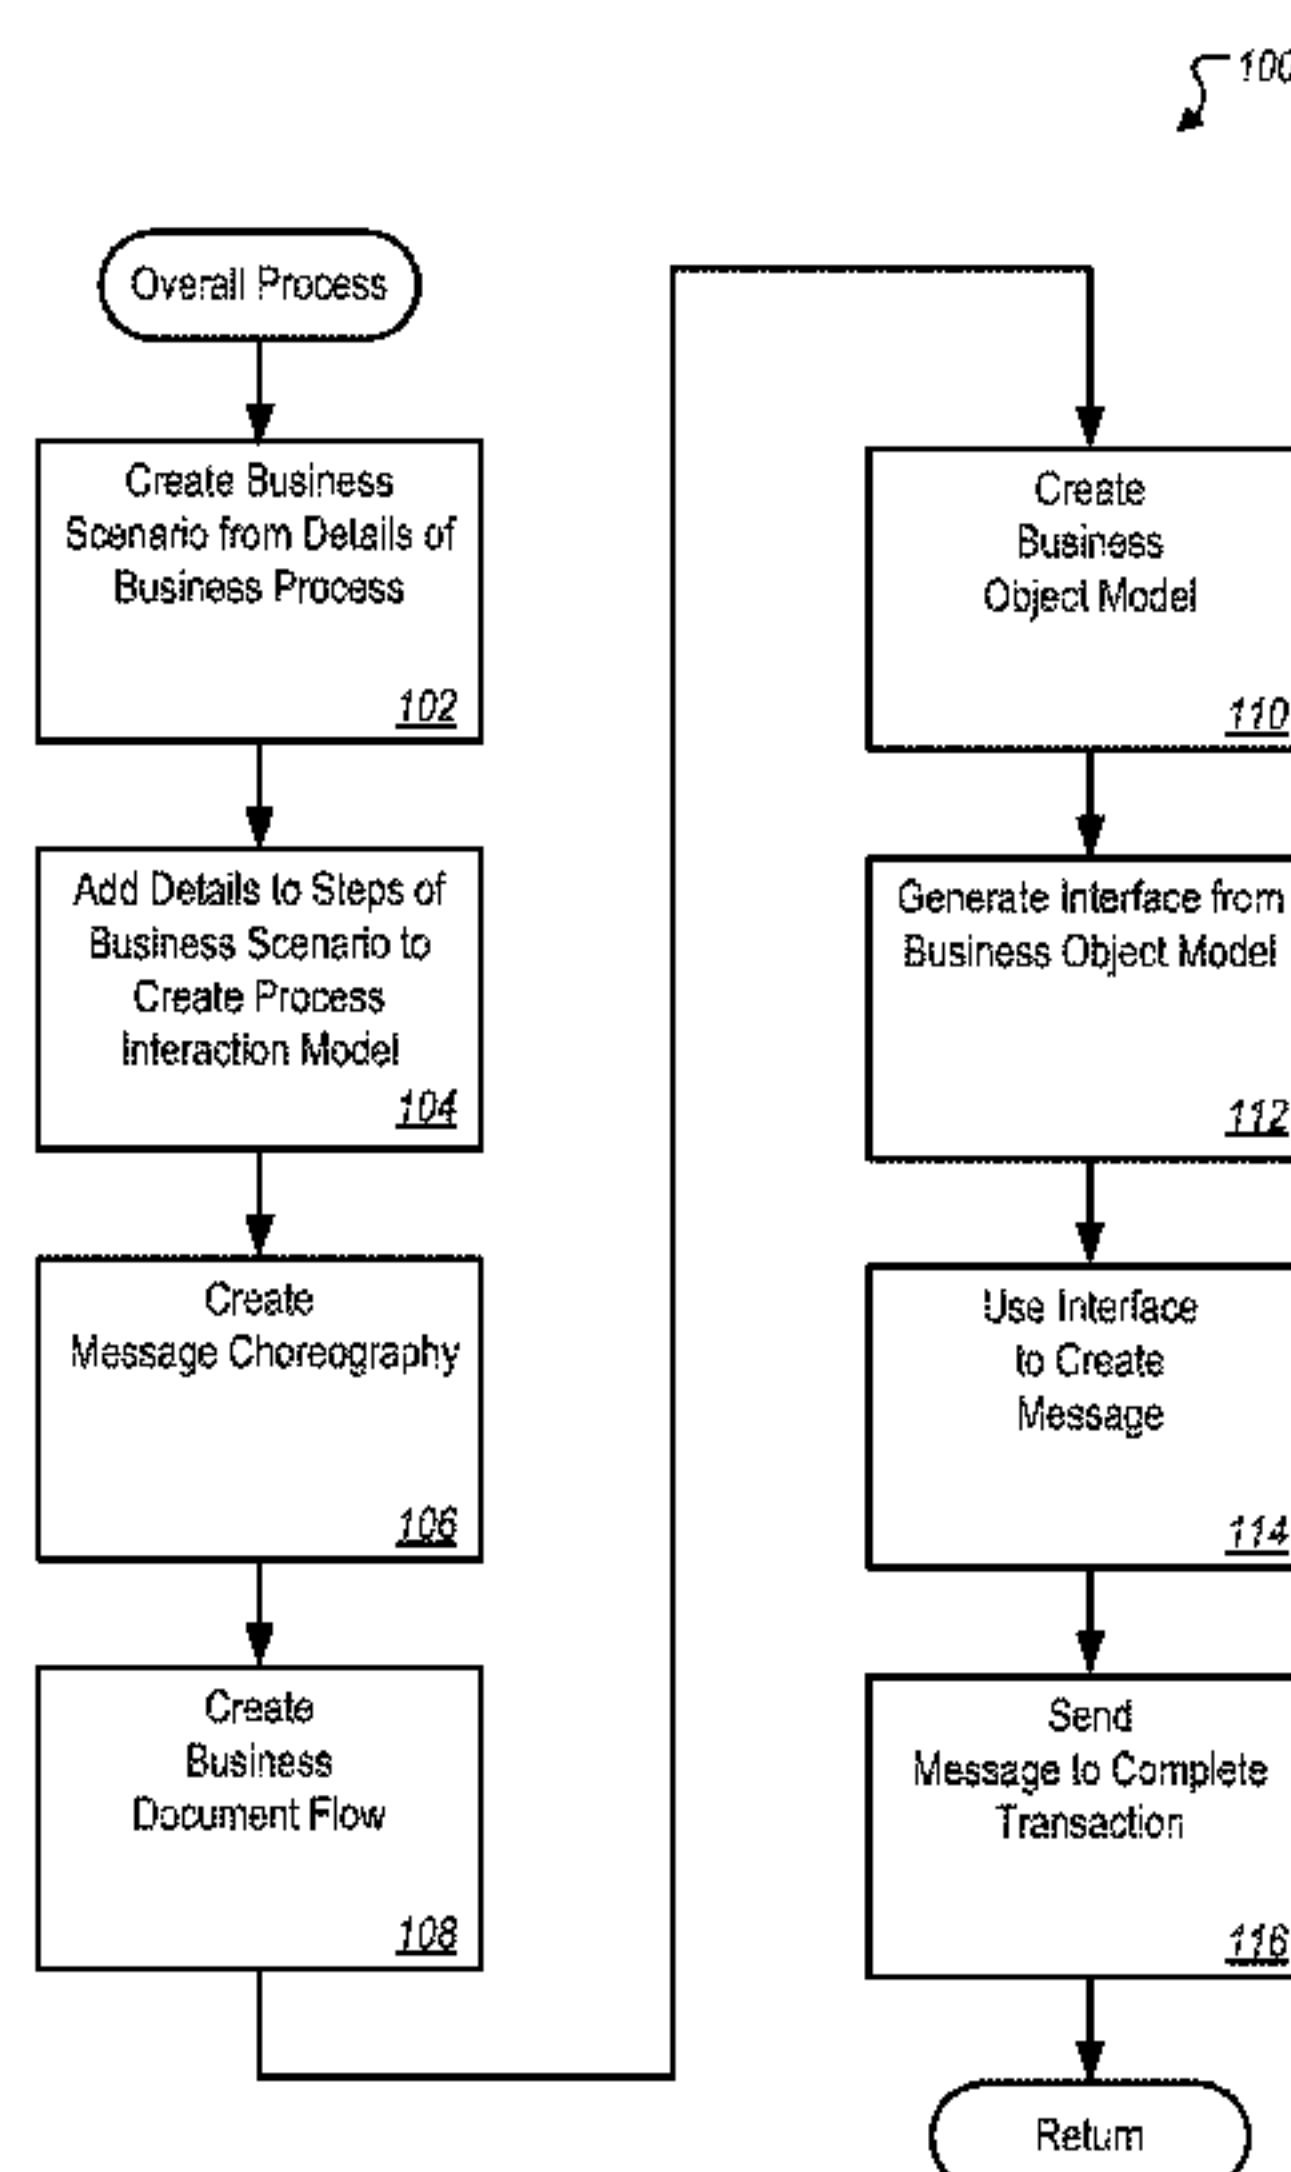 100
Overall Process
Create Business
Scenario from Details of
Business Process
102
Add Details to Steps of
Business Scenario to
Create Process
Interaction Model
104
Create
Message Choreography
106
Create
Business
Document Flow
108
Create
Business
Object Model
110
Generate Interface from
Business Object Model
112
Use Interface
to Create
Message
114
Send
Message to Complete
Transaction
116
Return